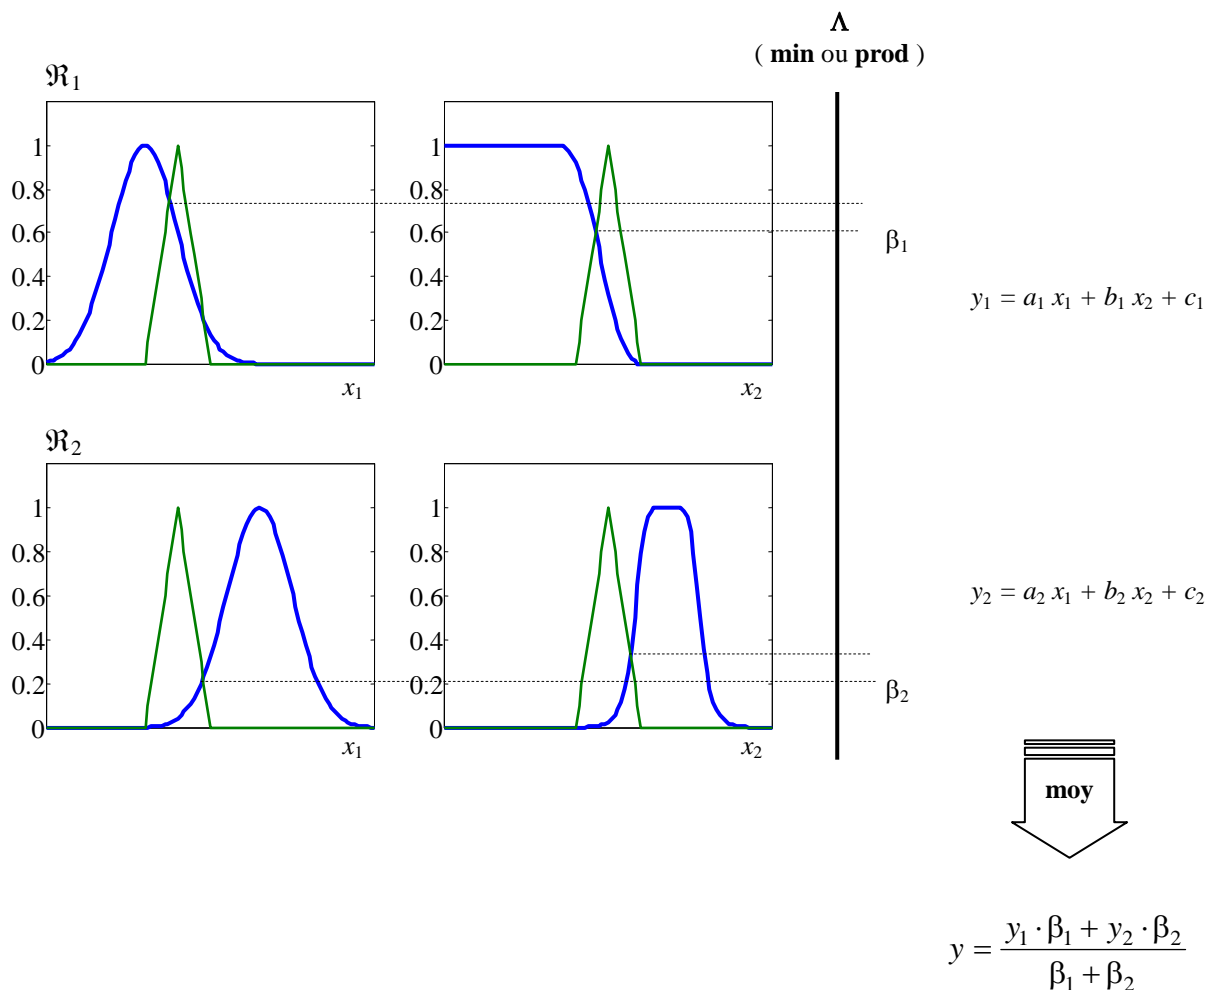 Λ
( min ou prod )
ℜ1
1
0.8
0.6
0.4
0.2
0
x1
1
0.8
0.6
0.4
0.2
0
x2
β1
y1 = a1 x1 + b1 x2 + c1
ℜ2
1
0.8
0.6
0.4
0.2
0
x1
1
0.8
0.6
0.4
0.2
0
x2
β2
y2 = a2 x1 + b2 x2 + c2
moy
y = (y1 · β1 + y2 · β2) / (β1 + β2)